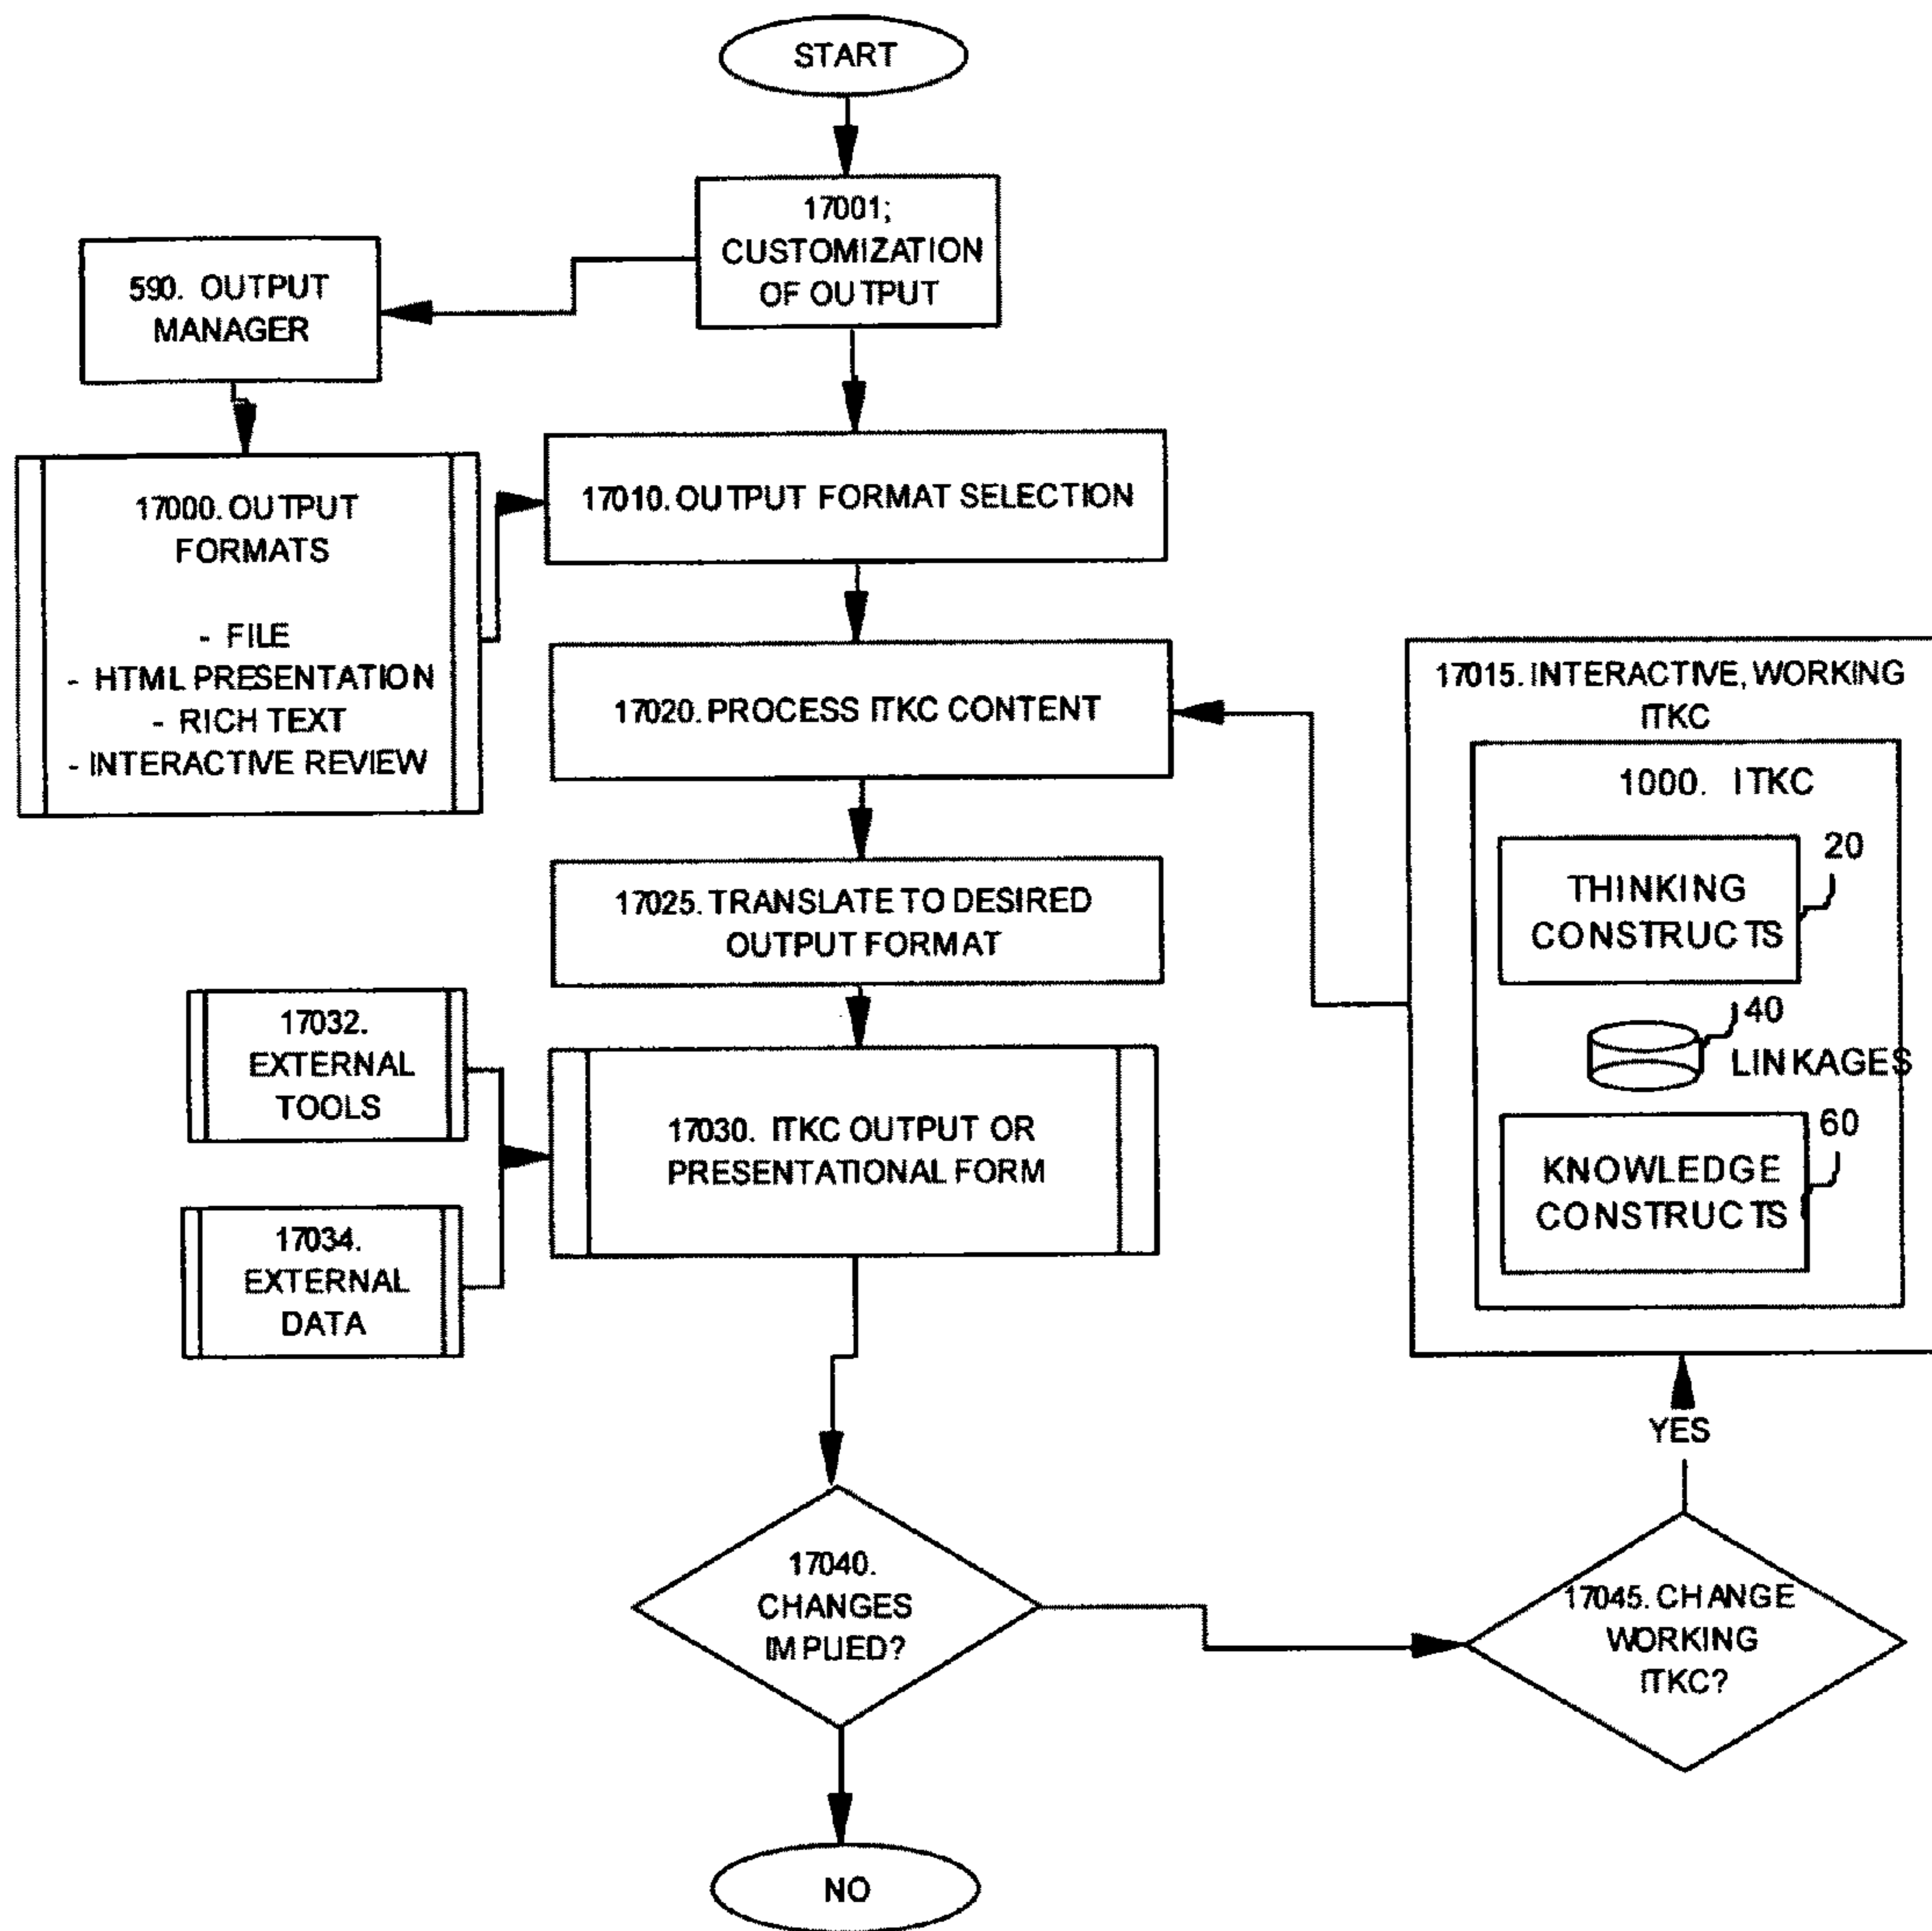 START
17001;
CUSTOMIZATION
OF OUTPUT
590. OUTPUT
MANAGER
17000. OUTPUT
FORMATS
- FILE
- HTML PRESENTATION
- RICH TEXT
- INTERACTIVE REVIEW
17010. OUTPUT FORMAT SELECTION
17020. PROCESS ITKC CONTENT
17015. INTERACTIVE, WORKING
ITKC
1000. ITKC
20
THINKING
CONSTRUCTS
40
LINKAGES
60
KNOWLEDGE
CONSTRUCTS
17025. TRANSLATE TO DESIRED
OUTPUT FORMAT
17032.
EXTERNAL
TOOLS
17030. ITKC OUTPUT OR
PRESENTATIONAL FORM
17034.
EXTERNAL
DATA
YES
17040.
CHANGES
IMPLIED?
17045. CHANGE
WORKING
ITKC?
NO